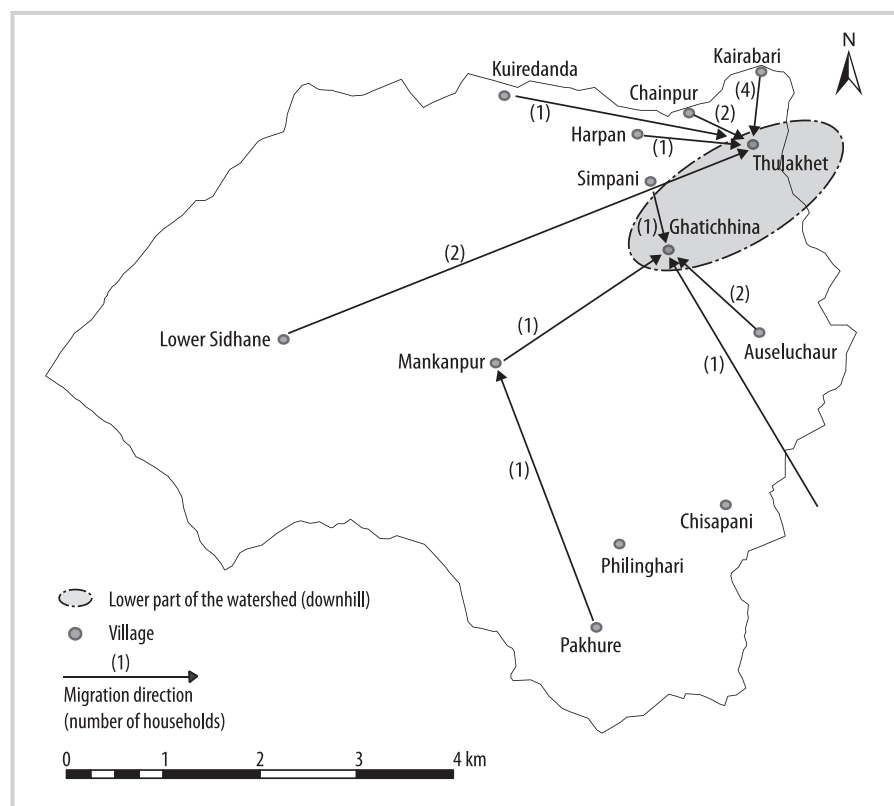 Kairabari
N
Kuiredanda
Chainpur
(4)
(2)
(1)
Harpan
(1)
Thulakhet
Simpani
(1)
Ghatichhina
(2)
(2)
Lower Sidhane
(1)
Auseluchaur
Mankanpur
(1)
(1)
Chisapani
Philinghari
Lower part of the watershed (downhill)
Village
Pakhure
(1)
Migration direction
(number of households)
0 1 2 3 4 km